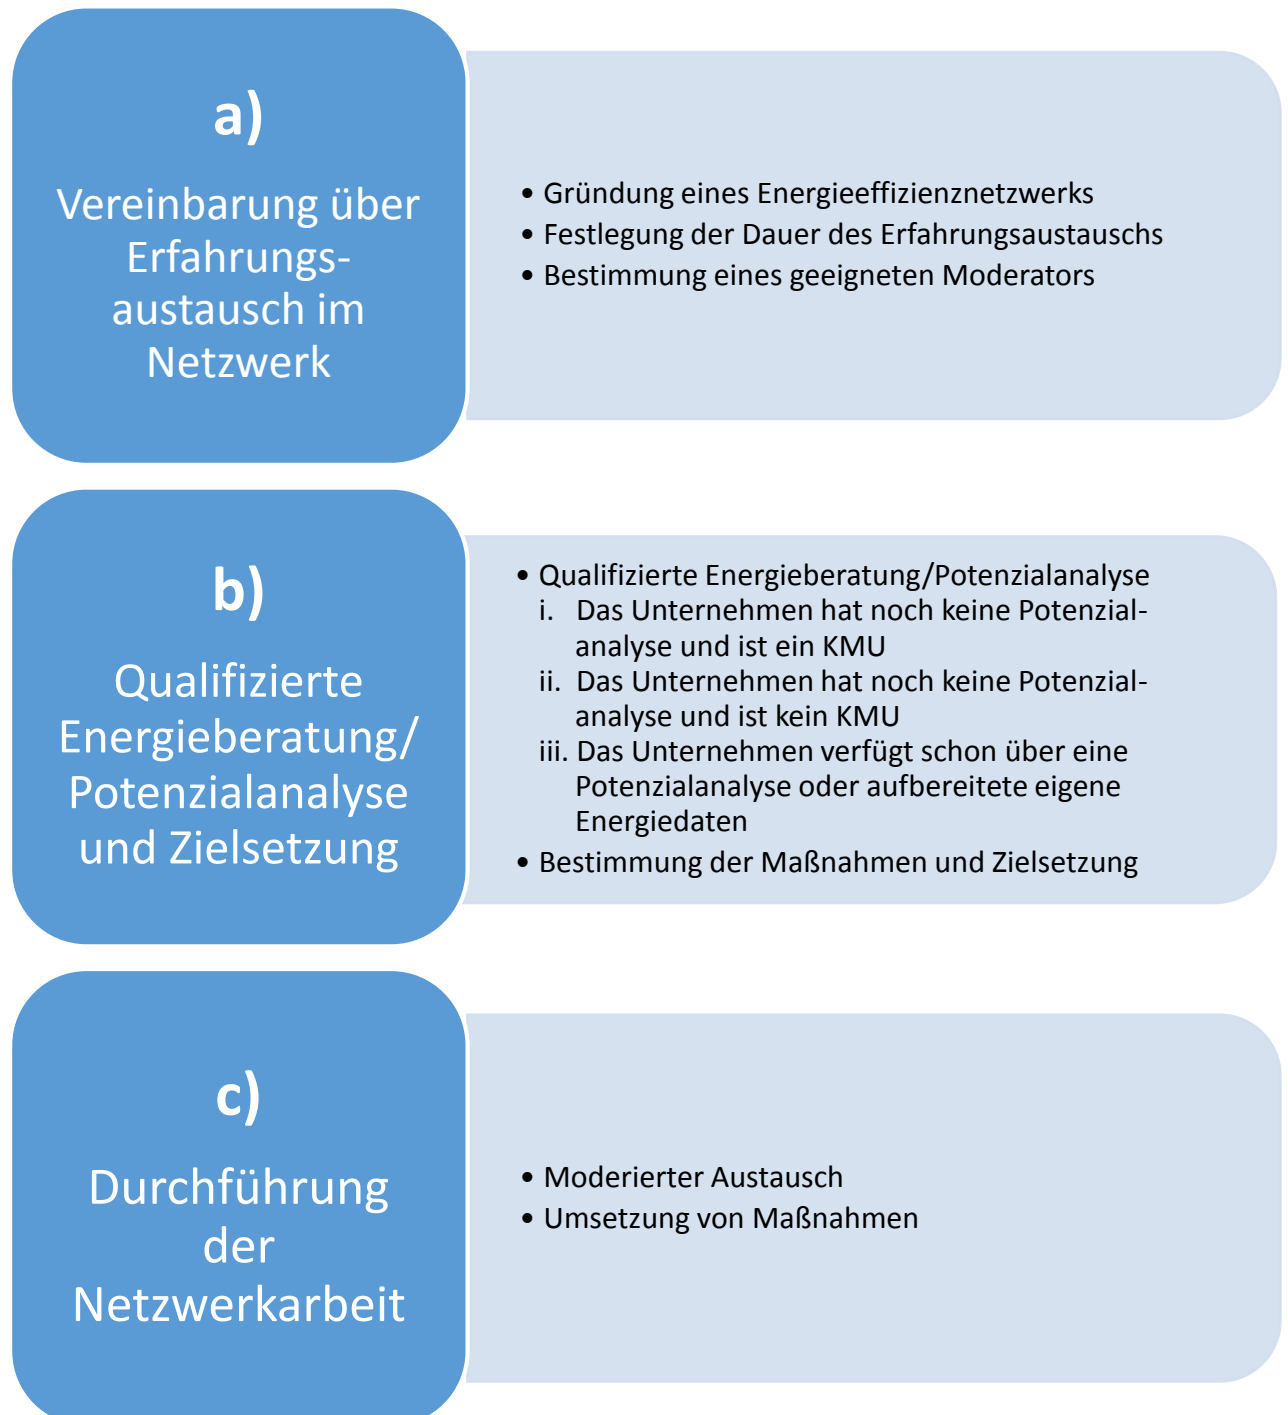 a)
Vereinbarung über
Erfahrungs-
austausch im
Netzwerk
• Gründung eines Energieeffizienznetzwerks
• Festlegung der Dauer des Erfahrungsaustauschs
• Bestimmung eines geeigneten Moderators
b)
Qualifizierte
Energieberatung/
Potenzialanalyse
und Zielsetzung
• Qualifizierte Energieberatung/Potenzialanalyse
i. Das Unternehmen hat noch keine Potenzial-
analyse und ist ein KMU
ii. Das Unternehmen hat noch keine Potenzial-
analyse und ist kein KMU
iii. Das Unternehmen verfügt schon über eine
Potenzialanalyse oder aufbereitete eigene
Energiedaten
• Bestimmung der Maßnahmen und Zielsetzung
c)
Durchführung
der
Netzwerkarbeit
• Moderierter Austausch
• Umsetzung von Maßnahmen